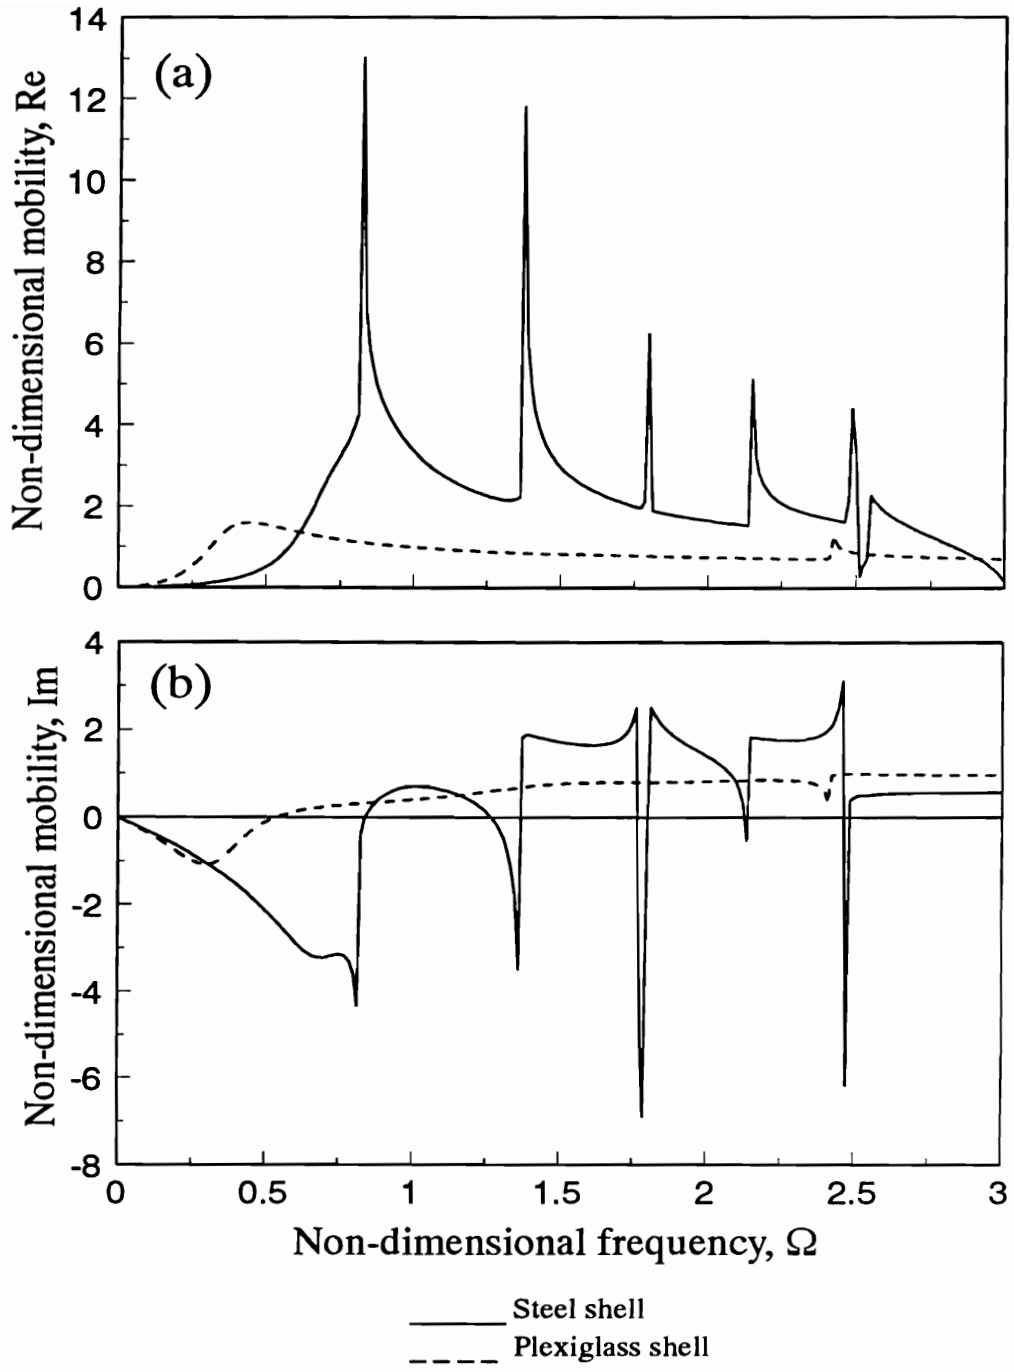 (a)
Non-dimensional mobility, Re
14
12
10
8
6
4
2
0
(b)
Non-dimensional mobility, Im
4
2
0
-2
-4
-6
-8
0 0.5 1 1.5 2 2.5 3
Non-dimensional frequency, Ω
Steel shell
Plexiglass shell